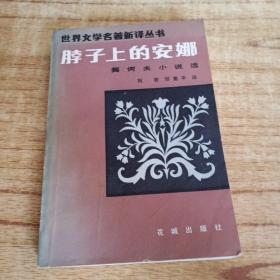 世界文学名著新译丛书
脖子上的安娜
契诃夫小说选
花城出版社